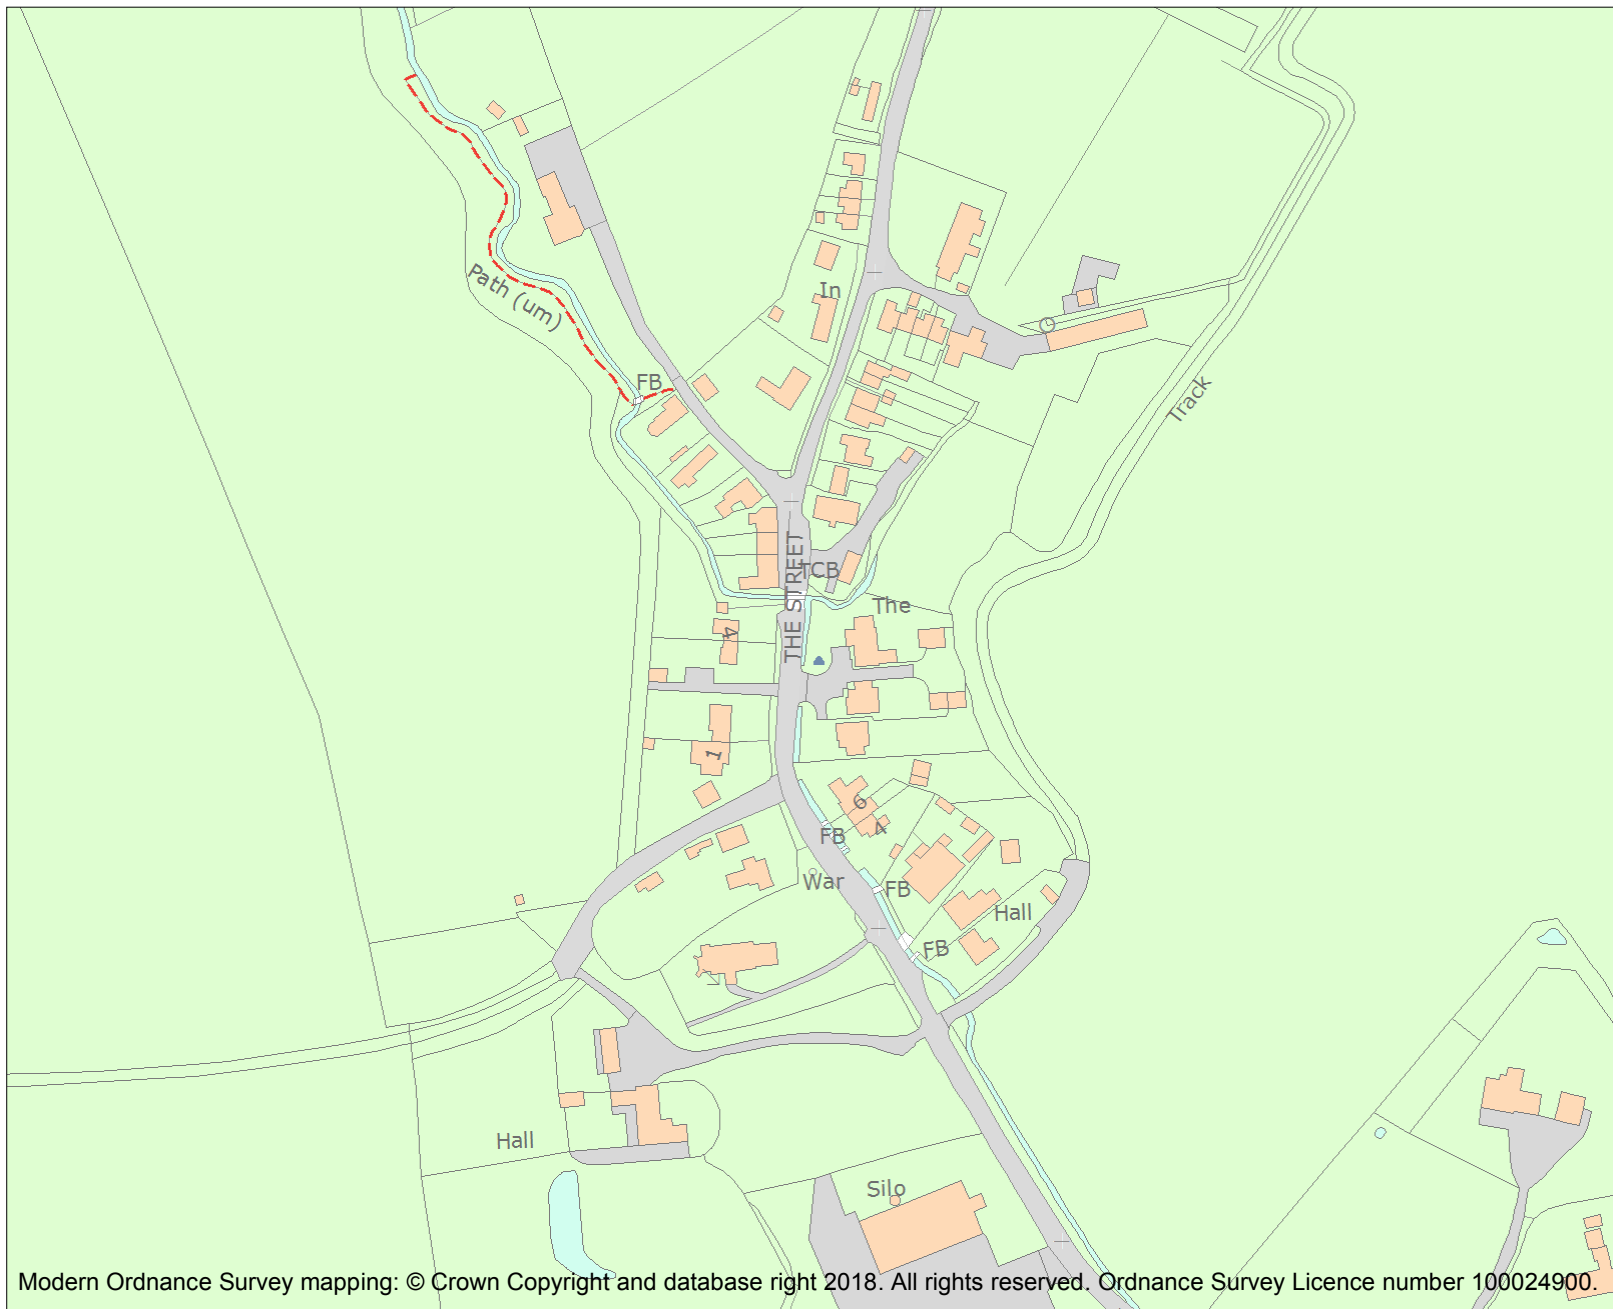 In
Path (um)
FB
Track
THE STREET
TCB
The
4
1
6
4
FB
War
FB
Hall
FB
Hall
Silo
Modern Ordnance Survey mapping: © Crown Copyright and database right 2018. All rights reserved. Ordnance Survey Licence number 100024900.